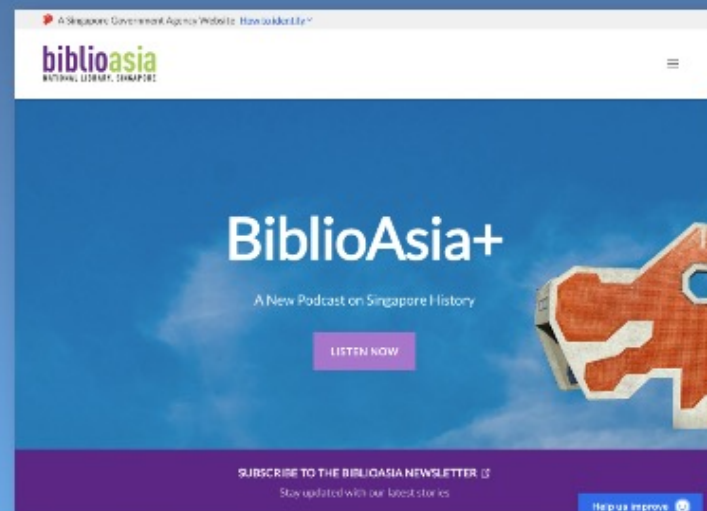 A Singapore Government Agency Website How to identify
biblioasia
NATIONAL LIBRARY, SINGAPORE
BiblioAsia+
A New Podcast on Singapore History
LISTEN NOW
SUBSCRIBE TO THE BIBLIOASIA NEWSLETTER
Stay updated with our latest stories
Help us improve